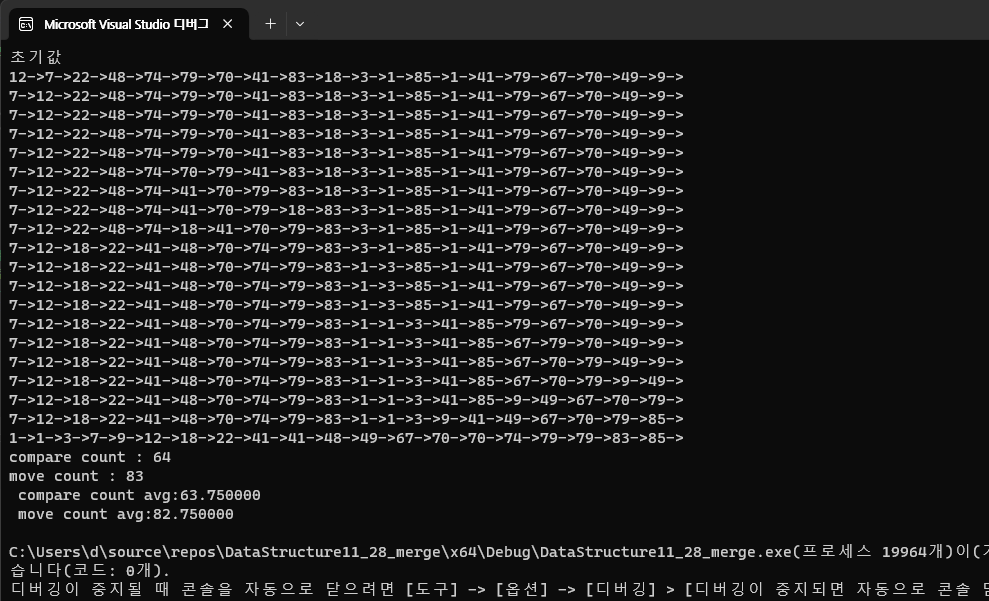 Microsoft Visual Studio 디버그
초기값
12->7->22->48->74->79->70->41->83->18->3->1->85->1->41->79->67->70->49->9->
7->12->22->48->74->79->70->41->83->18->3->1->85->1->41->79->67->70->49->9->
7->12->22->48->74->79->70->41->83->18->3->1->85->1->41->79->67->70->49->9->
7->12->22->48->74->79->70->41->83->18->3->1->85->1->41->79->67->70->49->9->
7->12->22->48->74->79->70->41->83->18->3->1->85->1->41->79->67->70->49->9->
7->12->22->48->74->70->79->41->83->18->3->1->85->1->41->79->67->70->49->9->
7->12->22->48->74->41->70->79->83->18->3->1->85->1->41->79->67->70->49->9->
7->12->22->48->74->41->70->79->18->83->3->1->85->1->41->79->67->70->49->9->
7->12->22->48->74->18->41->70->79->83->3->1->85->1->41->79->67->70->49->9->
7->12->18->22->41->48->70->74->79->83->3->1->85->1->41->79->67->70->49->9->
7->12->18->22->41->48->70->74->79->83->1->3->85->1->41->79->67->70->49->9->
7->12->18->22->41->48->70->74->79->83->1->3->85->1->41->79->67->70->49->9->
7->12->18->22->41->48->70->74->79->83->1->3->85->1->41->79->67->70->49->9->
7->12->18->22->41->48->70->74->79->83->1->1->3->41->85->79->67->70->49->9->
7->12->18->22->41->48->70->74->79->83->1->1->3->41->85->67->79->70->49->9->
7->12->18->22->41->48->70->74->79->83->1->1->3->41->85->67->70->79->49->9->
7->12->18->22->41->48->70->74->79->83->1->1->3->41->85->67->70->79->9->49->
7->12->18->22->41->48->70->74->79->83->1->1->3->41->85->9->49->67->70->79->
7->12->18->22->41->48->70->74->79->83->1->1->3->9->41->49->67->70->79->85->
1->1->3->7->9->12->18->22->41->41->48->49->67->70->70->74->79->79->83->85->
compare count : 64
move count : 83
compare count avg:63.750000
move count avg:82.750000
C:\Users\d\source\repos\DataStructure11_28_merge\x64\Debug\DataStructure11_28_merge.exe(프로세스 19964개)이(
습니다(코드: 0개).
디버깅이 중지될 때 콘솔을 자동으로 닫으려면 [도구] -> [옵션] -> [디버깅] > [디버깅이 중지되면 자동으로 콘솔